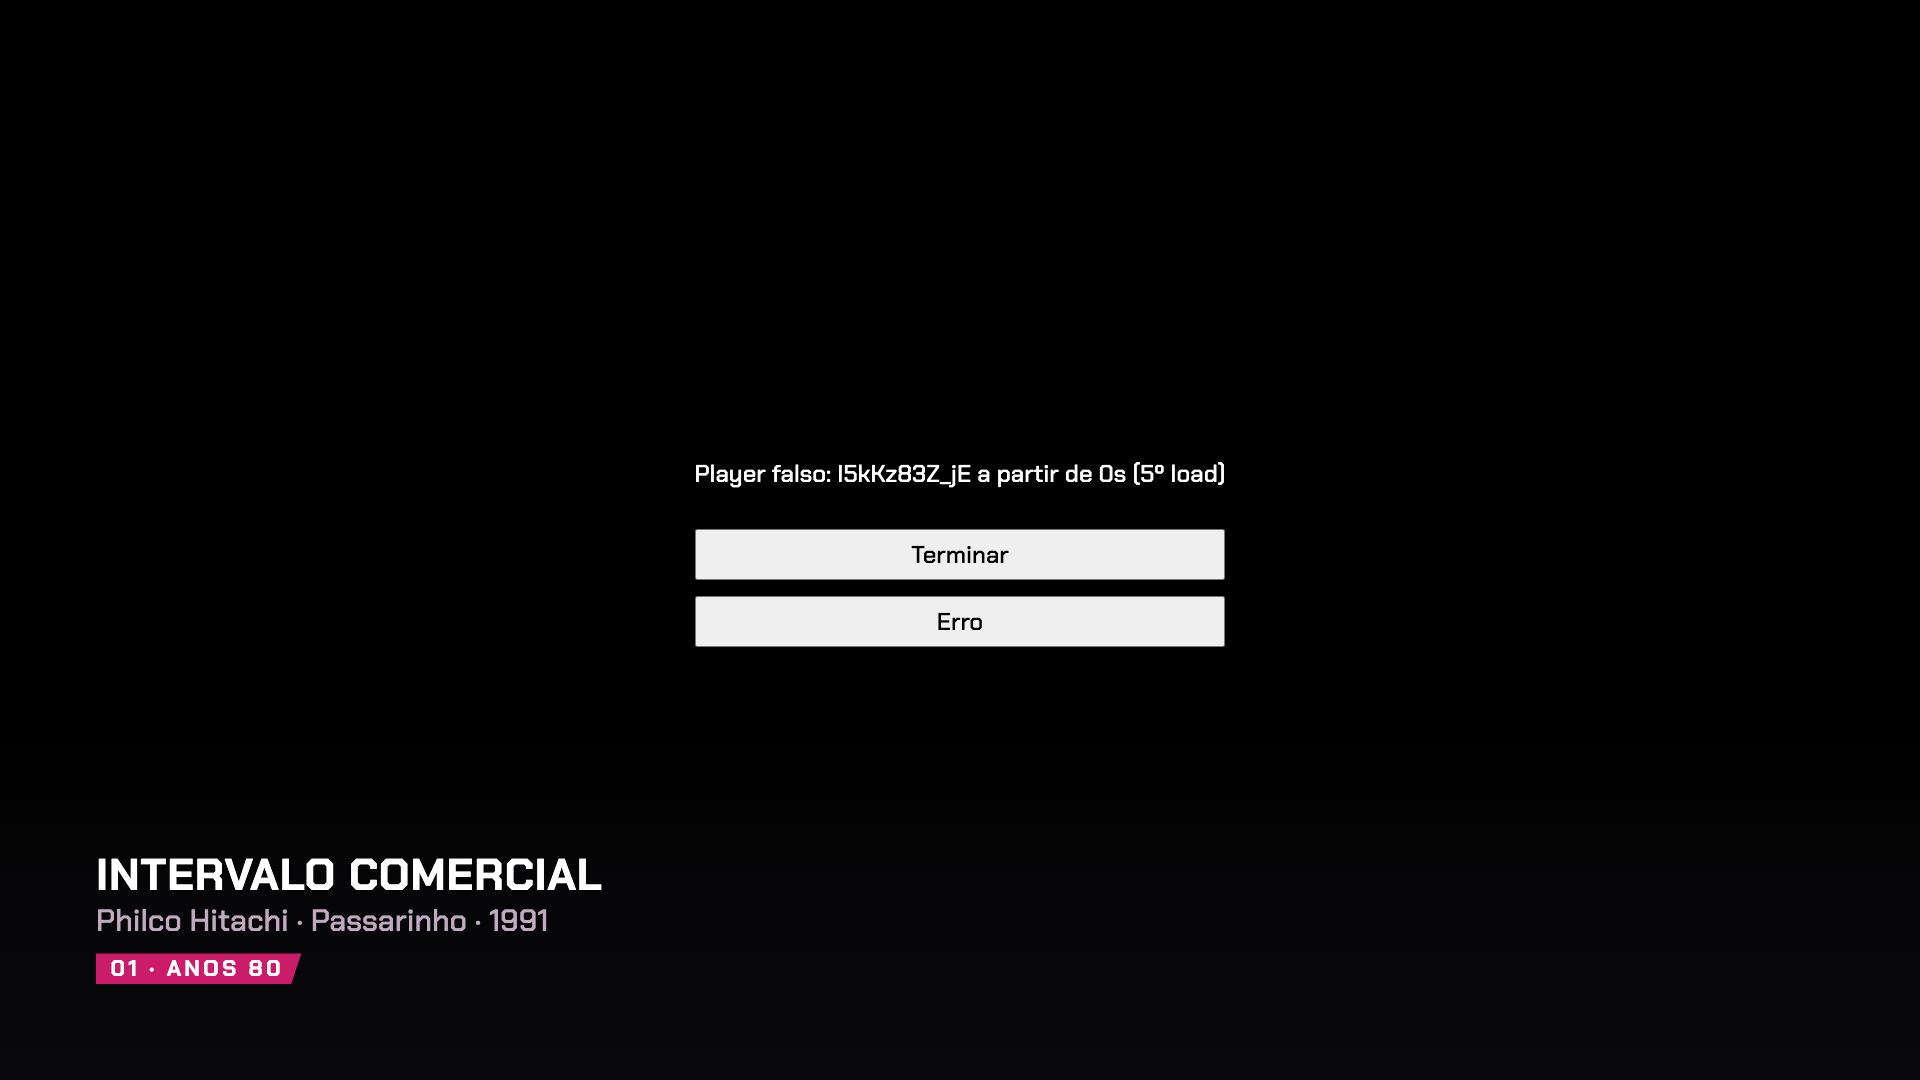 Player falso: I5kKz83Z_jE a partir de 0s (5º load)
Terminar
Erro
INTERVALO COMERCIAL
Philco Hitachi · Passarinho · 1991
01 · ANOS 80